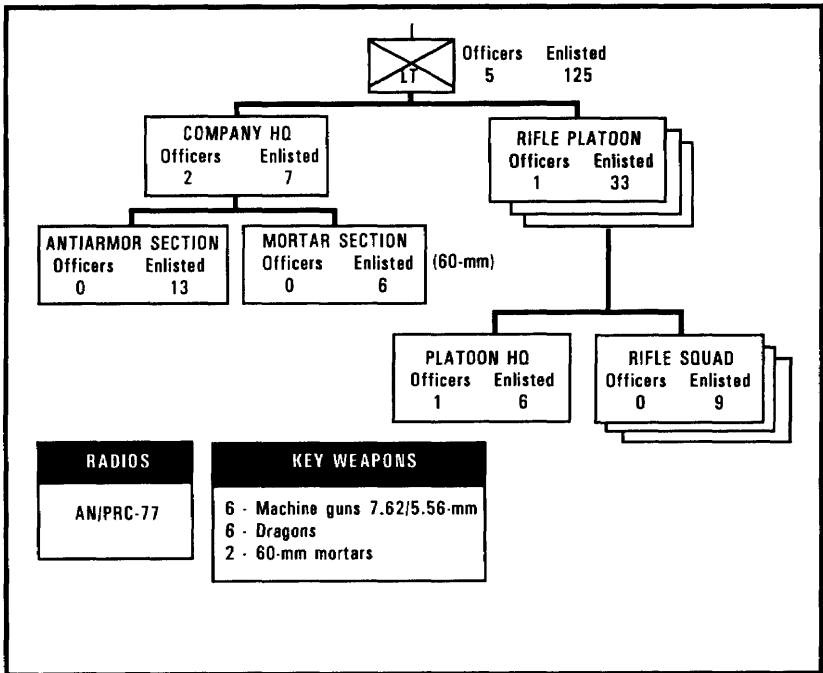 LT
Officers Enlisted
5 125
COMPANY HQ
Officers Enlisted
2 7
RIFLE PLATOON
Officers Enlisted
1 33
ANTIARMOR SECTION
Officers Enlisted
0 13
MORTAR SECTION
Officers Enlisted
0 6
(60-mm)
PLATOON HQ
Officers Enlisted
1 6
RIFLE SQUAD
Officers Enlisted
0 9
RADIOS
AN/PRC-77
KEY WEAPONS
6 - Machine guns 7.62/5.56-mm
6 - Dragons
2 - 60-mm mortars